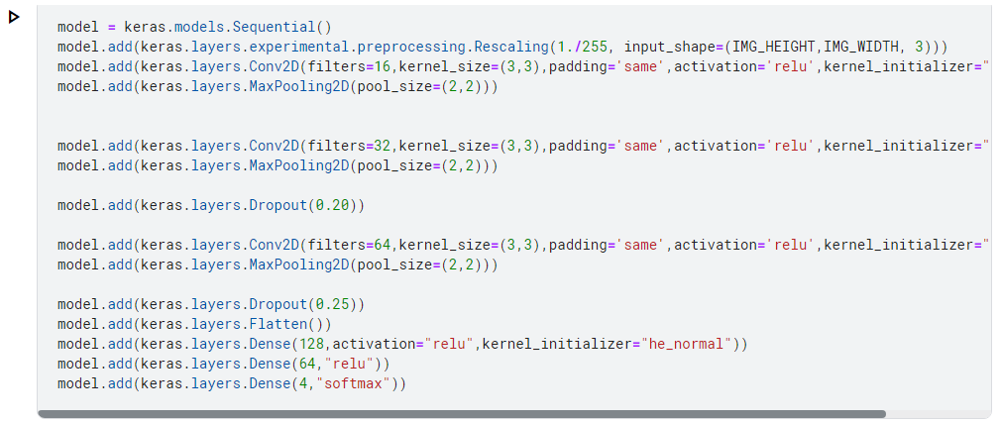 model = keras.models.Sequential()
model.add(keras.layers.experimental.preprocessing.Rescaling(1./255, input_shape=(IMG_HEIGHT,IMG_WIDTH, 3)))
model.add(keras.layers.Conv2D(filters=16,kernel_size=(3,3),padding='same',activation='relu',kernel_initializer="
model.add(keras.layers.MaxPooling2D(pool_size=(2,2)))
model.add(keras.layers.Conv2D(filters=32,kernel_size=(3,3),padding='same',activation='relu',kernel_initializer="
model.add(keras.layers.MaxPooling2D(pool_size=(2,2)))
model.add(keras.layers.Dropout(0.20))
model.add(keras.layers.Conv2D(filters=64,kernel_size=(3,3),padding='same',activation='relu',kernel_initializer="
model.add(keras.layers.MaxPooling2D(pool_size=(2,2)))
model.add(keras.layers.Dropout(0.25))
model.add(keras.layers.Flatten())
model.add(keras.layers.Dense(128,activation="relu",kernel_initializer="he_normal"))
model.add(keras.layers.Dense(64,"relu"))
model.add(keras.layers.Dense(4,"softmax"))